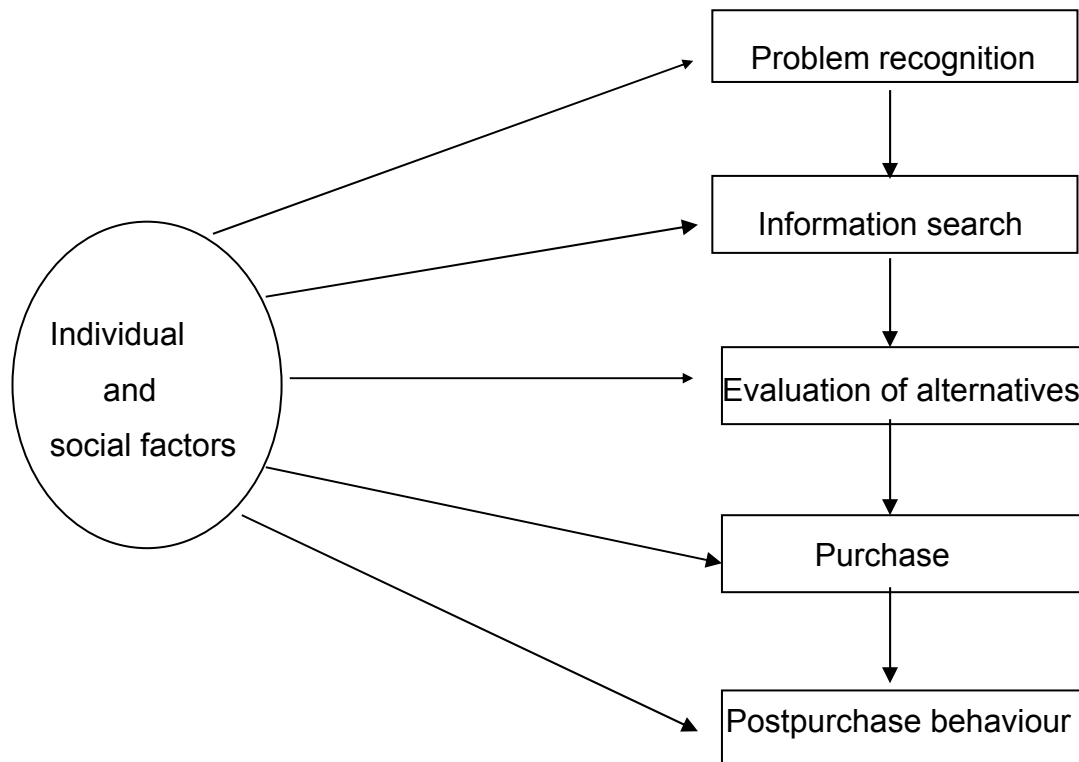 Problem recognition
Information search
Individual
and
social factors
Evaluation of alternatives
Purchase
Postpurchase behaviour